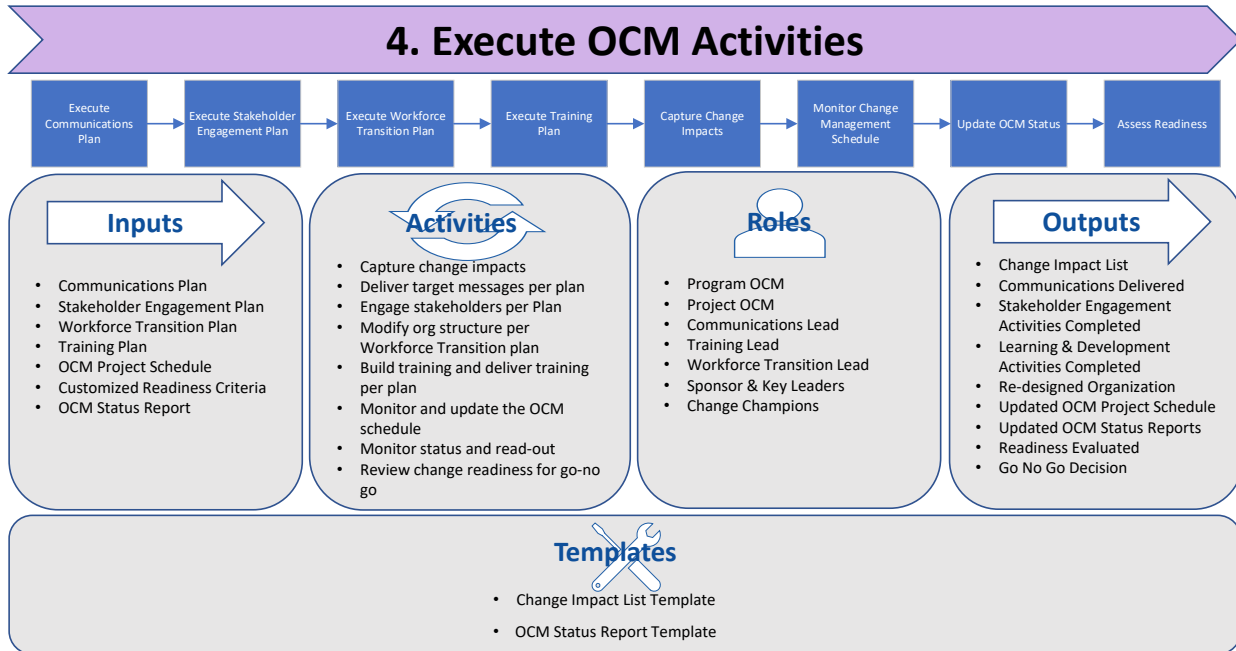 4. Execute OCM Activities
Execute
Communications
Plan
Execute Stakeholder
Engagement Plan
Execute Workforce
Transition Plan
Execute Training
Plan
Capture Change
Impacts
Monitor Change
Management
Schedule
Update OCM Status
Assess Readiness
Inputs
• Communications Plan
• Stakeholder Engagement Plan
• Workforce Transition Plan
• Training Plan
• OCM Project Schedule
• Customized Readiness Criteria
• OCM Status Report
Activities
• Capture change impacts
• Deliver target messages per plan
• Engage stakeholders per Plan
• Modify org structure per
Workforce Transition plan
• Build training and deliver training
per plan
• Monitor and update the OCM
schedule
• Monitor status and read-out
• Review change readiness for go-no
go
Roles
• Program OCM
• Project OCM
• Communications Lead
• Training Lead
• Workforce Transition Lead
• Sponsor & Key Leaders
• Change Champions
Outputs
• Change Impact List
• Communications Delivered
• Stakeholder Engagement
Activities Completed
• Learning & Development
Activities Completed
• Re-designed Organization
• Updated OCM Project Schedule
• Updated OCM Status Reports
• Readiness Evaluated
• Go No Go Decision
Templates
• Change Impact List Template
• OCM Status Report Template